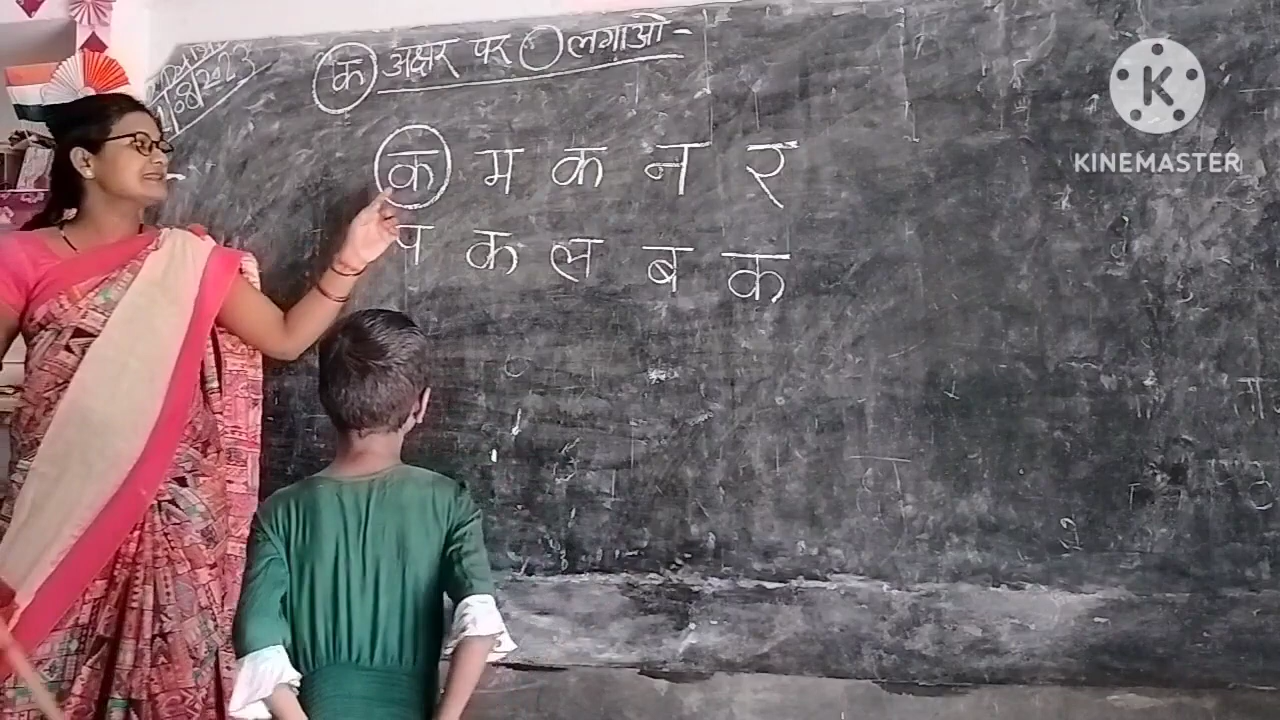 क अक्षर पर ○ लगाओ -
क म क न र
प क ल ब क
K
KINEMASTER